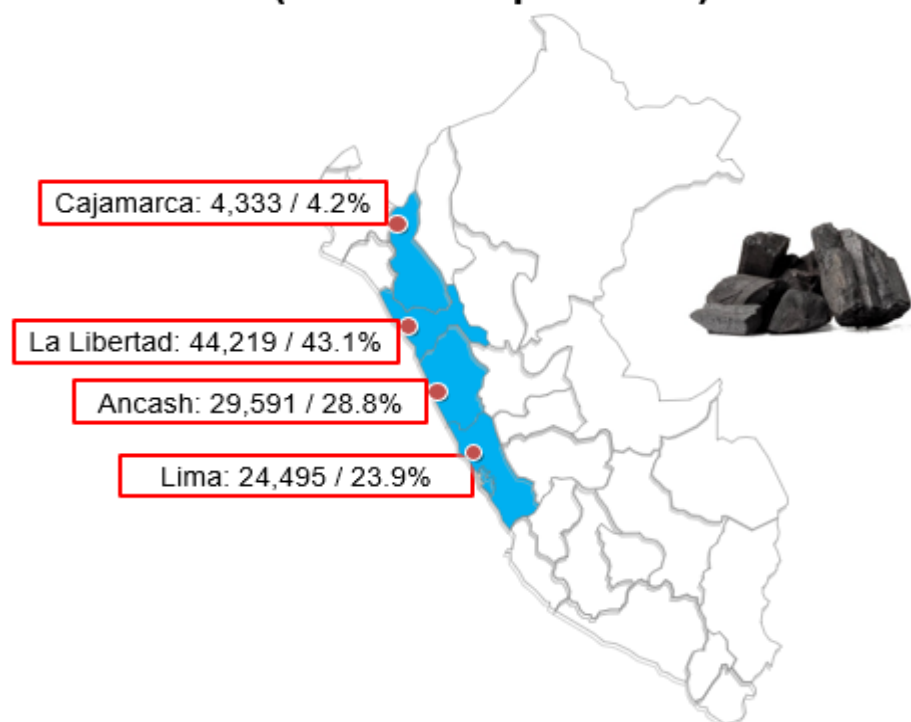 Cajamarca: 4,333 / 4.2%
La Libertad: 44,219 / 43.1%
Ancash: 29,591 / 28.8%
Lima: 24,495 / 23.9%